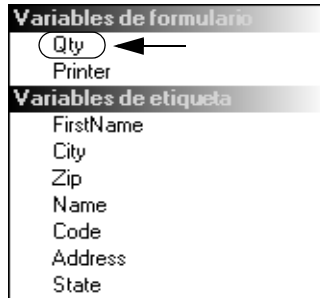 Variables de formulario
Qty
Printer
Variables de etiqueta
FirstName
City
Zip
Name
Code
Address
State